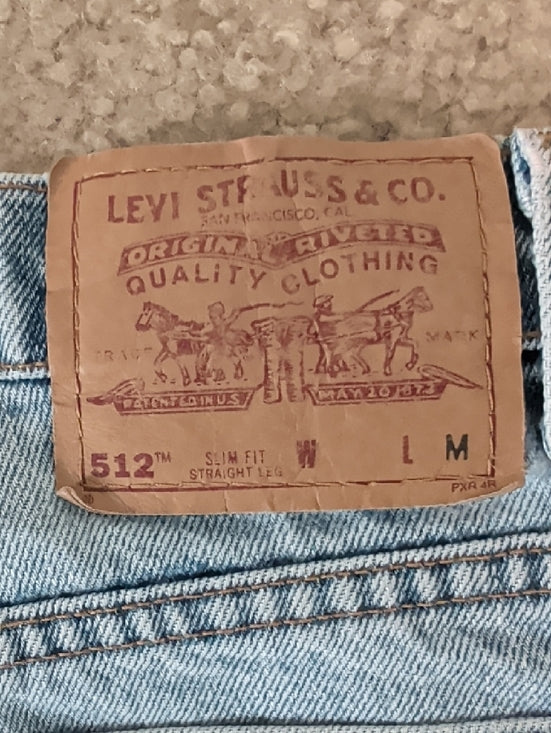 LEVI STRAUSS & CO.
SAN FRANCISCO, CAL.
ORIGINAL RIVETED
QUALITY CLOTHING
TRADE MARK
PATENTED IN U.S. MAY 20 1873
512™ SLIM FIT W L M
STRAIGHT LEG
PXR 4R